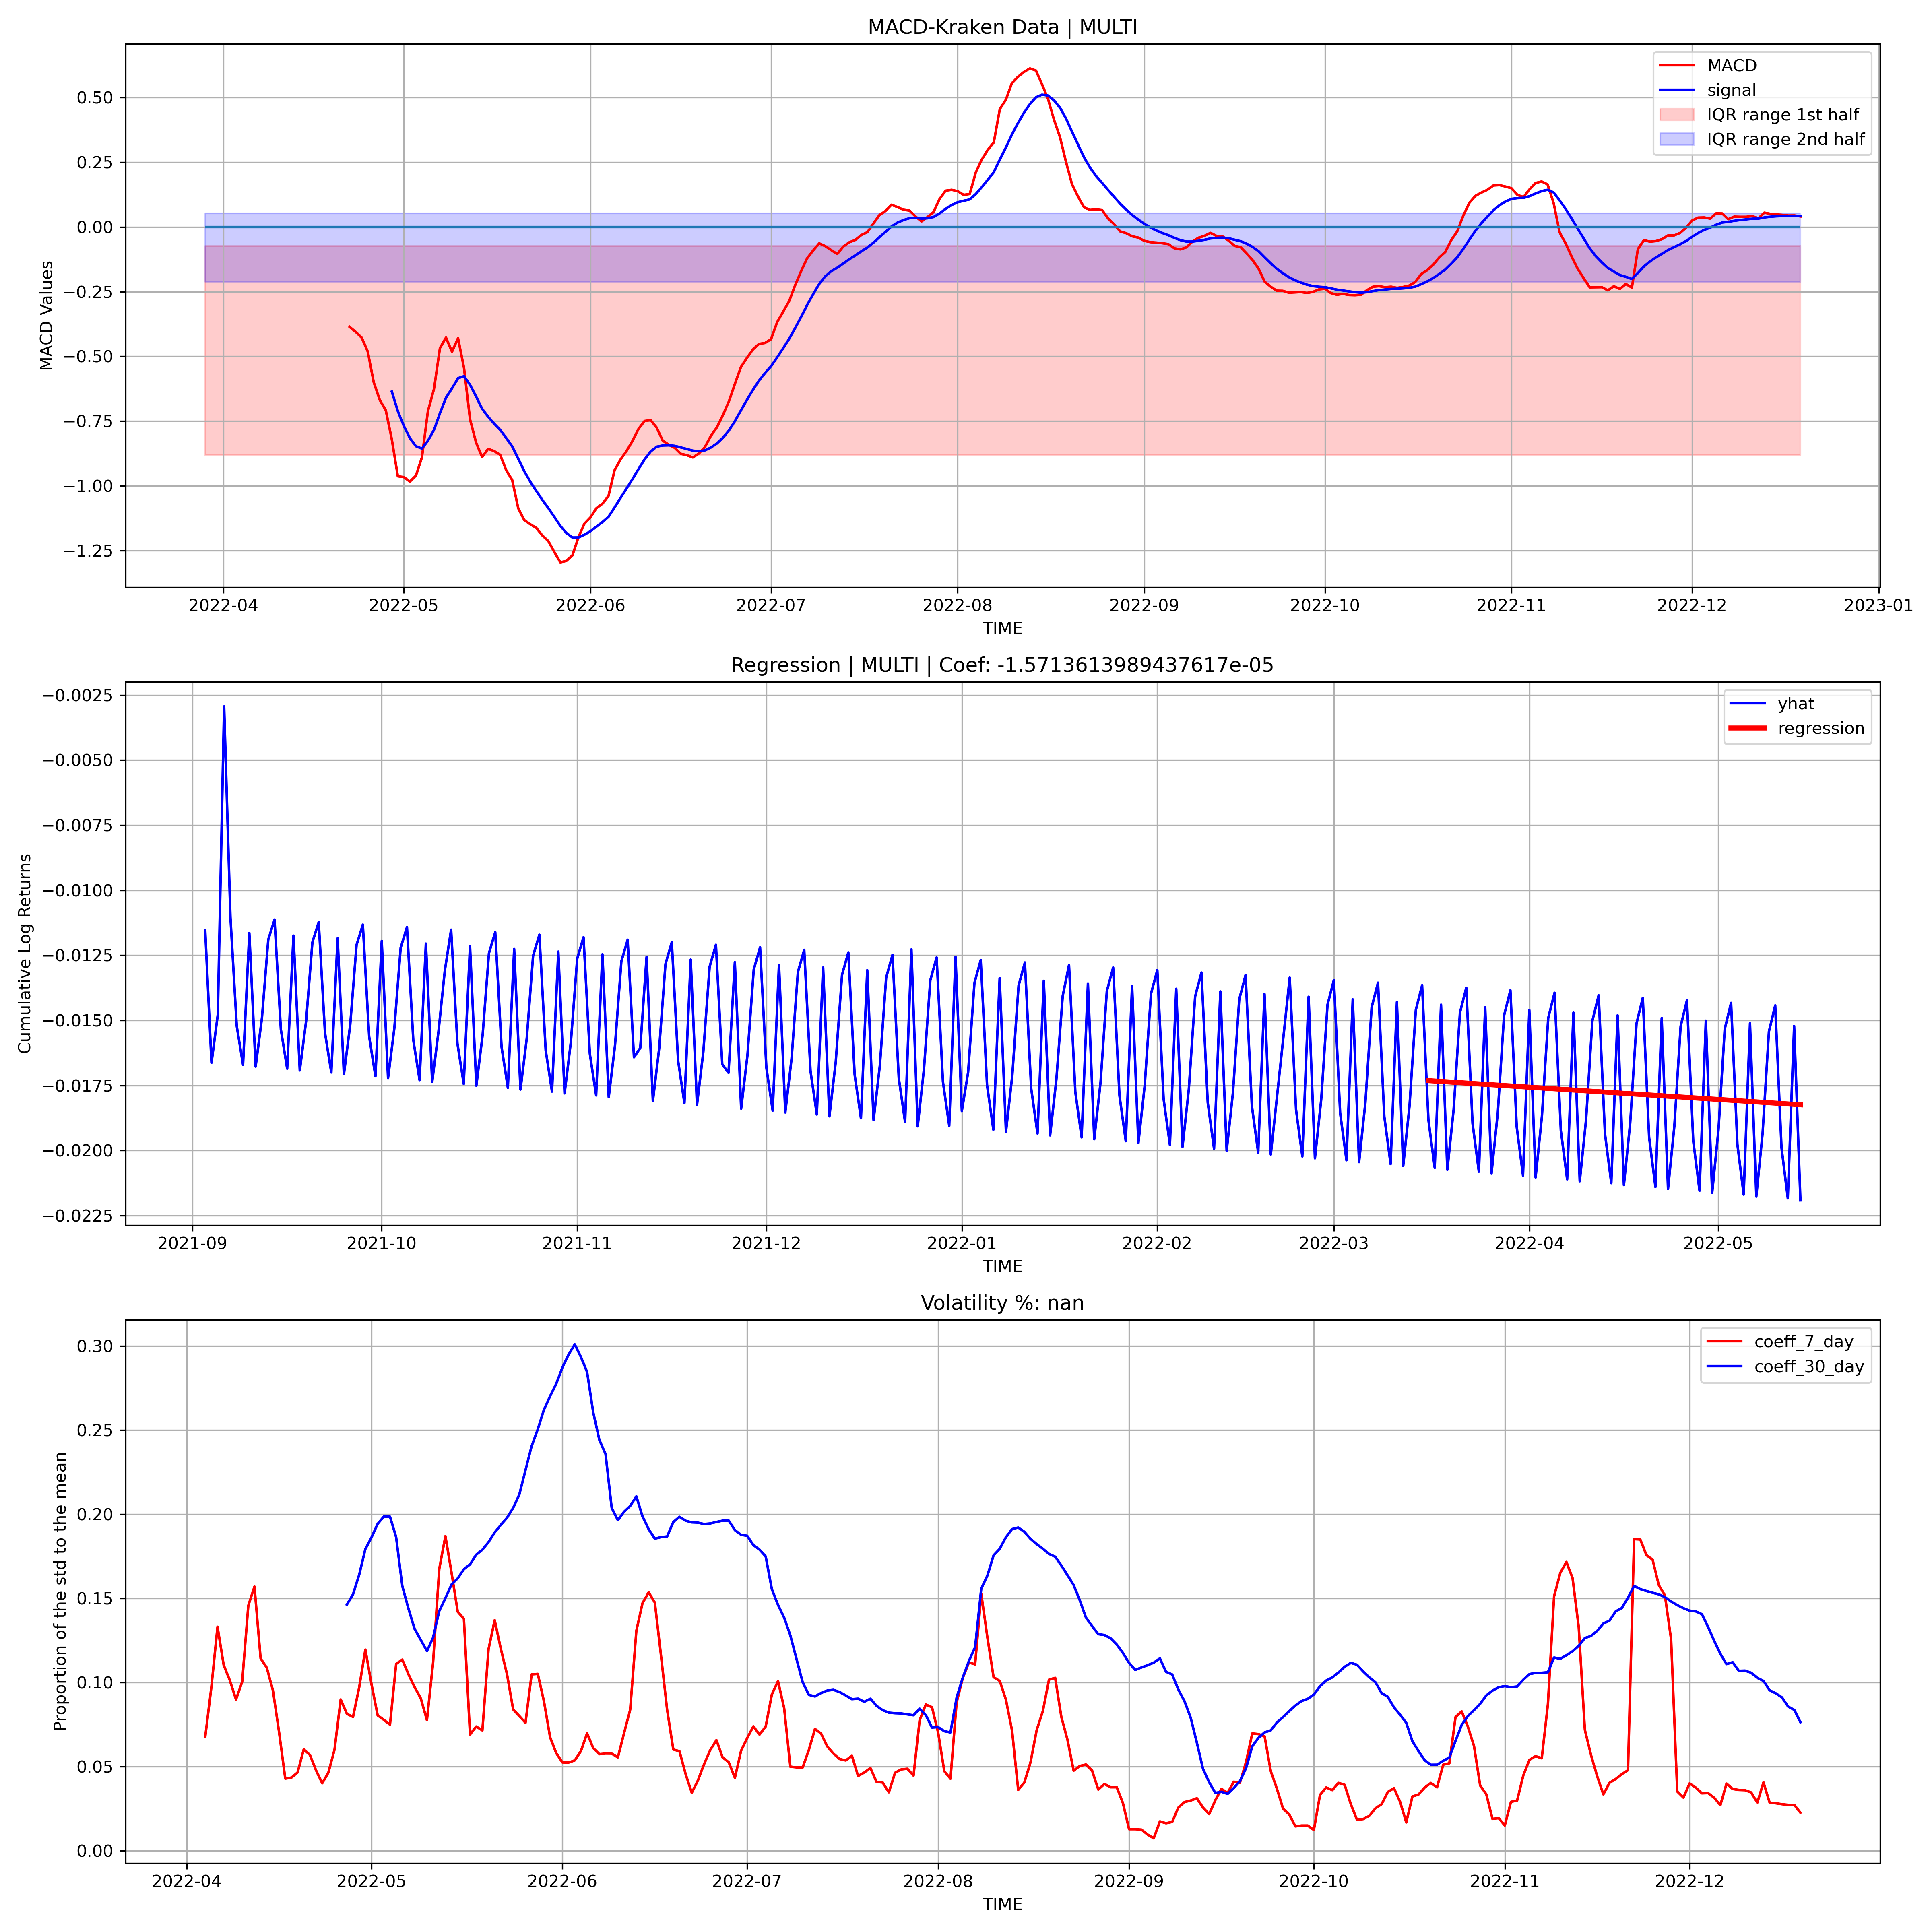 MACD-Kraken Data | MULTI
MACD
signal
IQR range 1st half
IQR range 2nd half
MACD Values
0.50
0.25
0.00
−0.25
−0.50
−0.75
−1.00
−1.25
2022-04 2022-05 2022-06 2022-07 2022-08 2022-09 2022-10 2022-11 2022-12 2023-01
TIME
Regression | MULTI | Coef: -1.5713613989437617e-05
yhat
regression
Cumulative Log Returns
−0.0025
−0.0050
−0.0075
−0.0100
−0.0125
−0.0150
−0.0175
−0.0200
−0.0225
2021-09 2021-10 2021-11 2021-12 2022-01 2022-02 2022-03 2022-04 2022-05
TIME
Volatility %: nan
coeff_7_day
coeff_30_day
Proportion of the std to the mean
0.30
0.25
0.20
0.15
0.10
0.05
0.00
2022-04 2022-05 2022-06 2022-07 2022-08 2022-09 2022-10 2022-11 2022-12
TIME